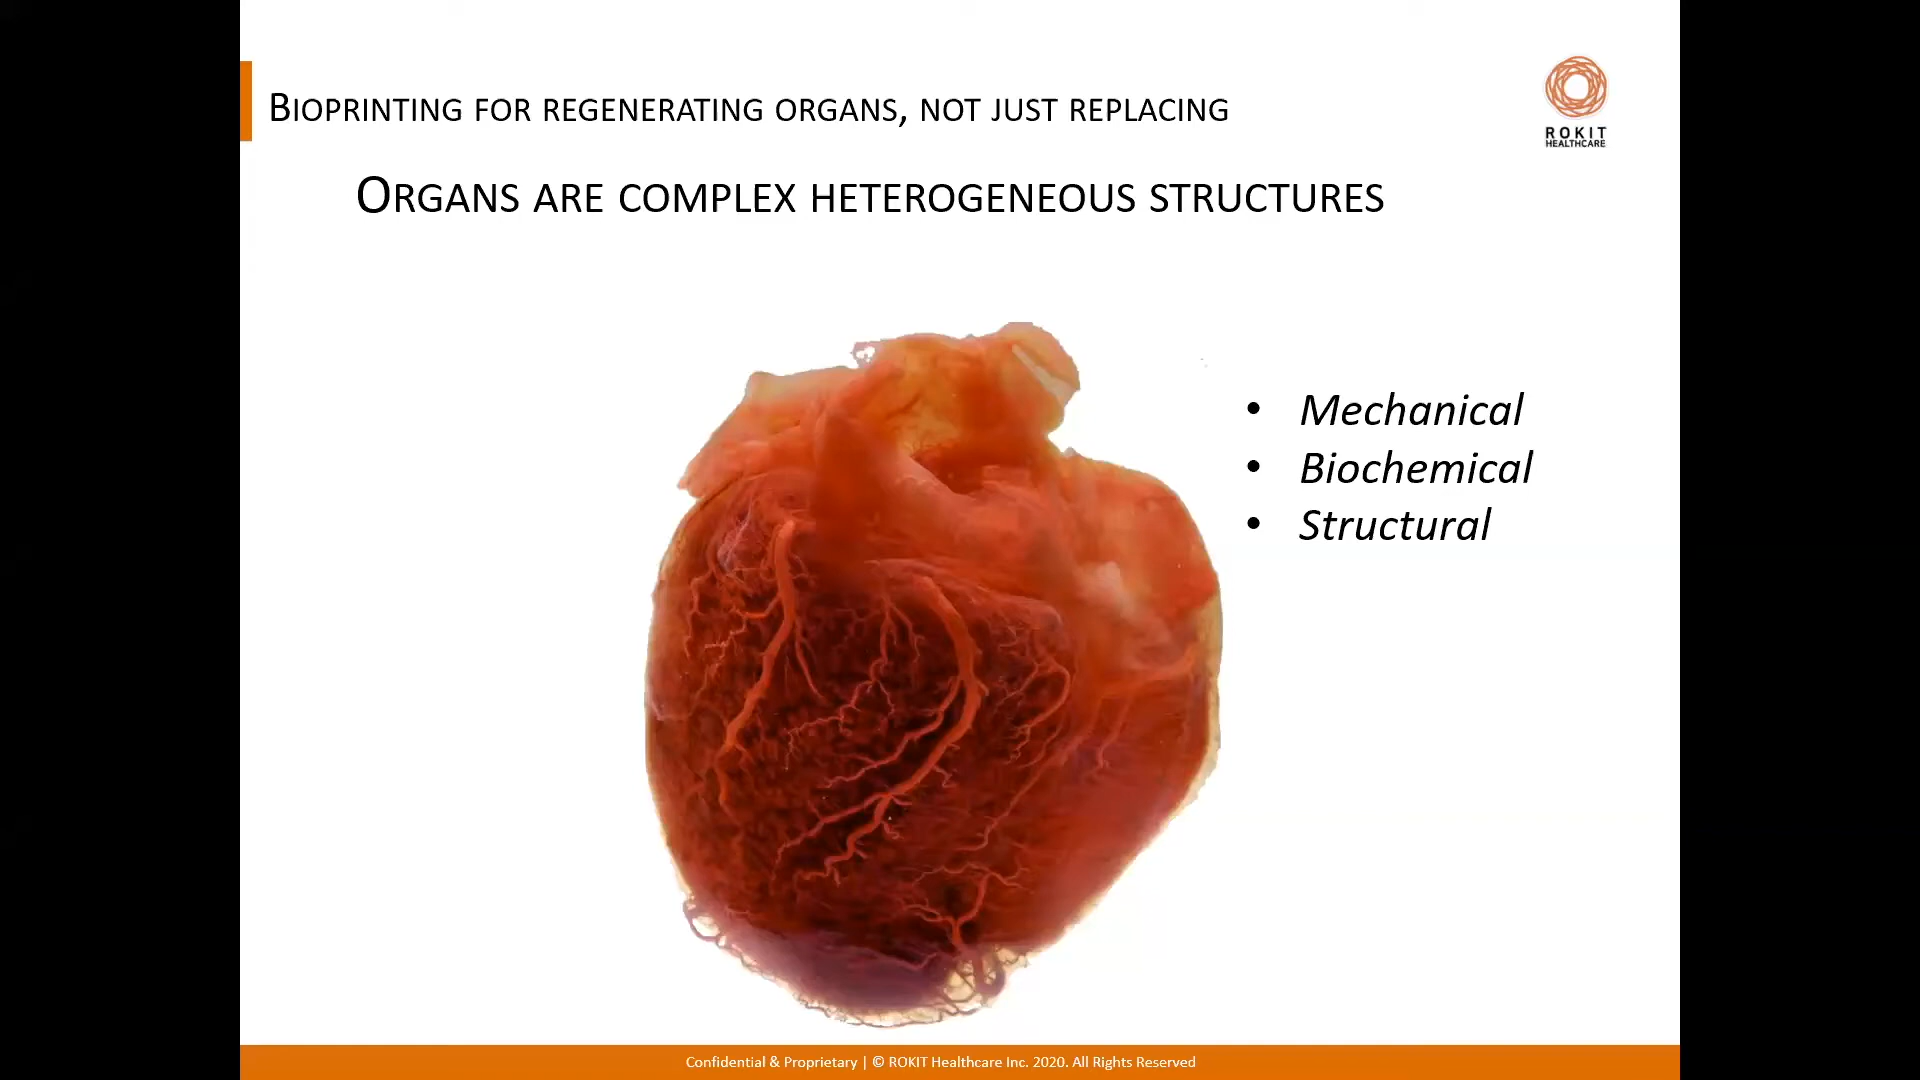 Bioprinting for regenerating organs, not just replacing
ROKIT
HEALTHCARE
Organs are complex heterogeneous structures
• Mechanical
• Biochemical
• Structural
Confidential & Proprietary | © ROKIT Healthcare Inc. 2020. All Rights Reserved